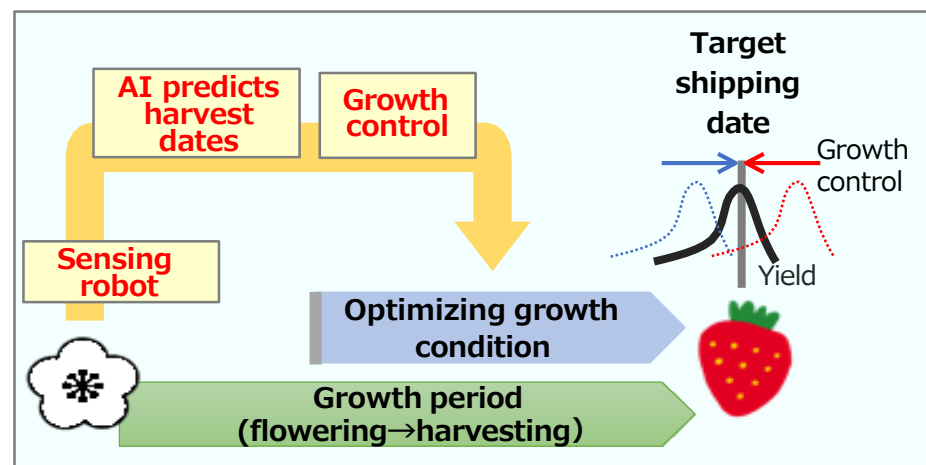 Target
shipping
date
AI predicts
harvest
dates
Growth
control
Growth
control
Sensing
robot
Yield
Optimizing growth
condition
Growth period
(flowering→harvesting）